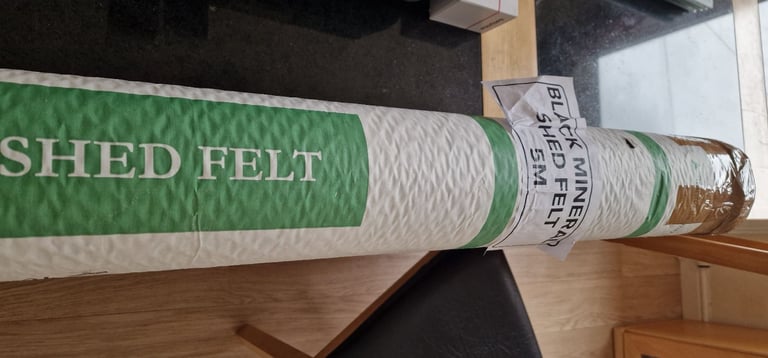 SHED FELT
BLACK MINERAL
SHED FELT
5M